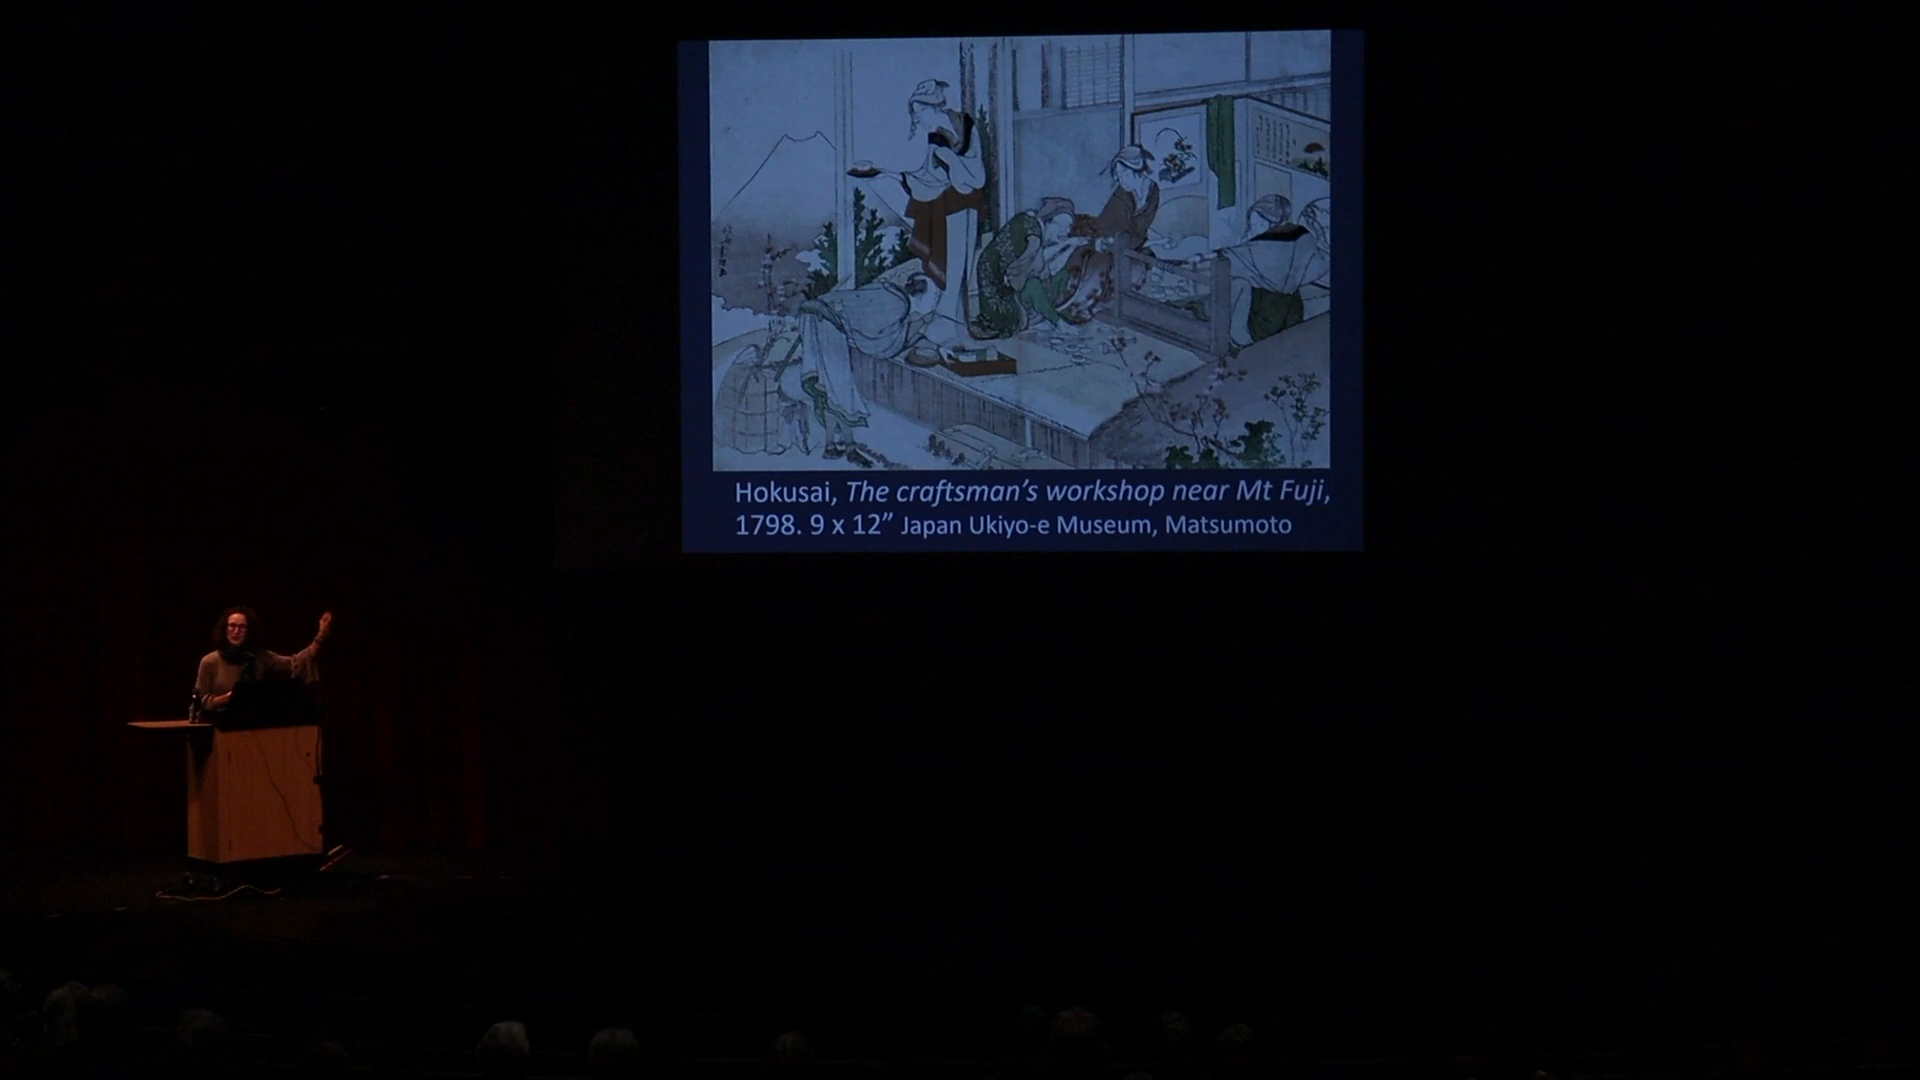 Hokusai, The craftsman’s workshop near Mt Fuji,
1798. 9 x 12” Japan Ukiyo-e Museum, Matsumoto